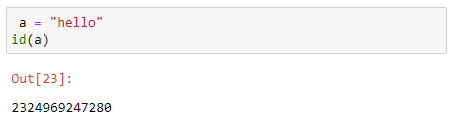 a = "hello"
id(a)
Out[23]:
2324969247280